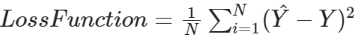 LossFunction = \frac{1}{N} \sum_{i=1}^{N} (\hat{Y} - Y)^2